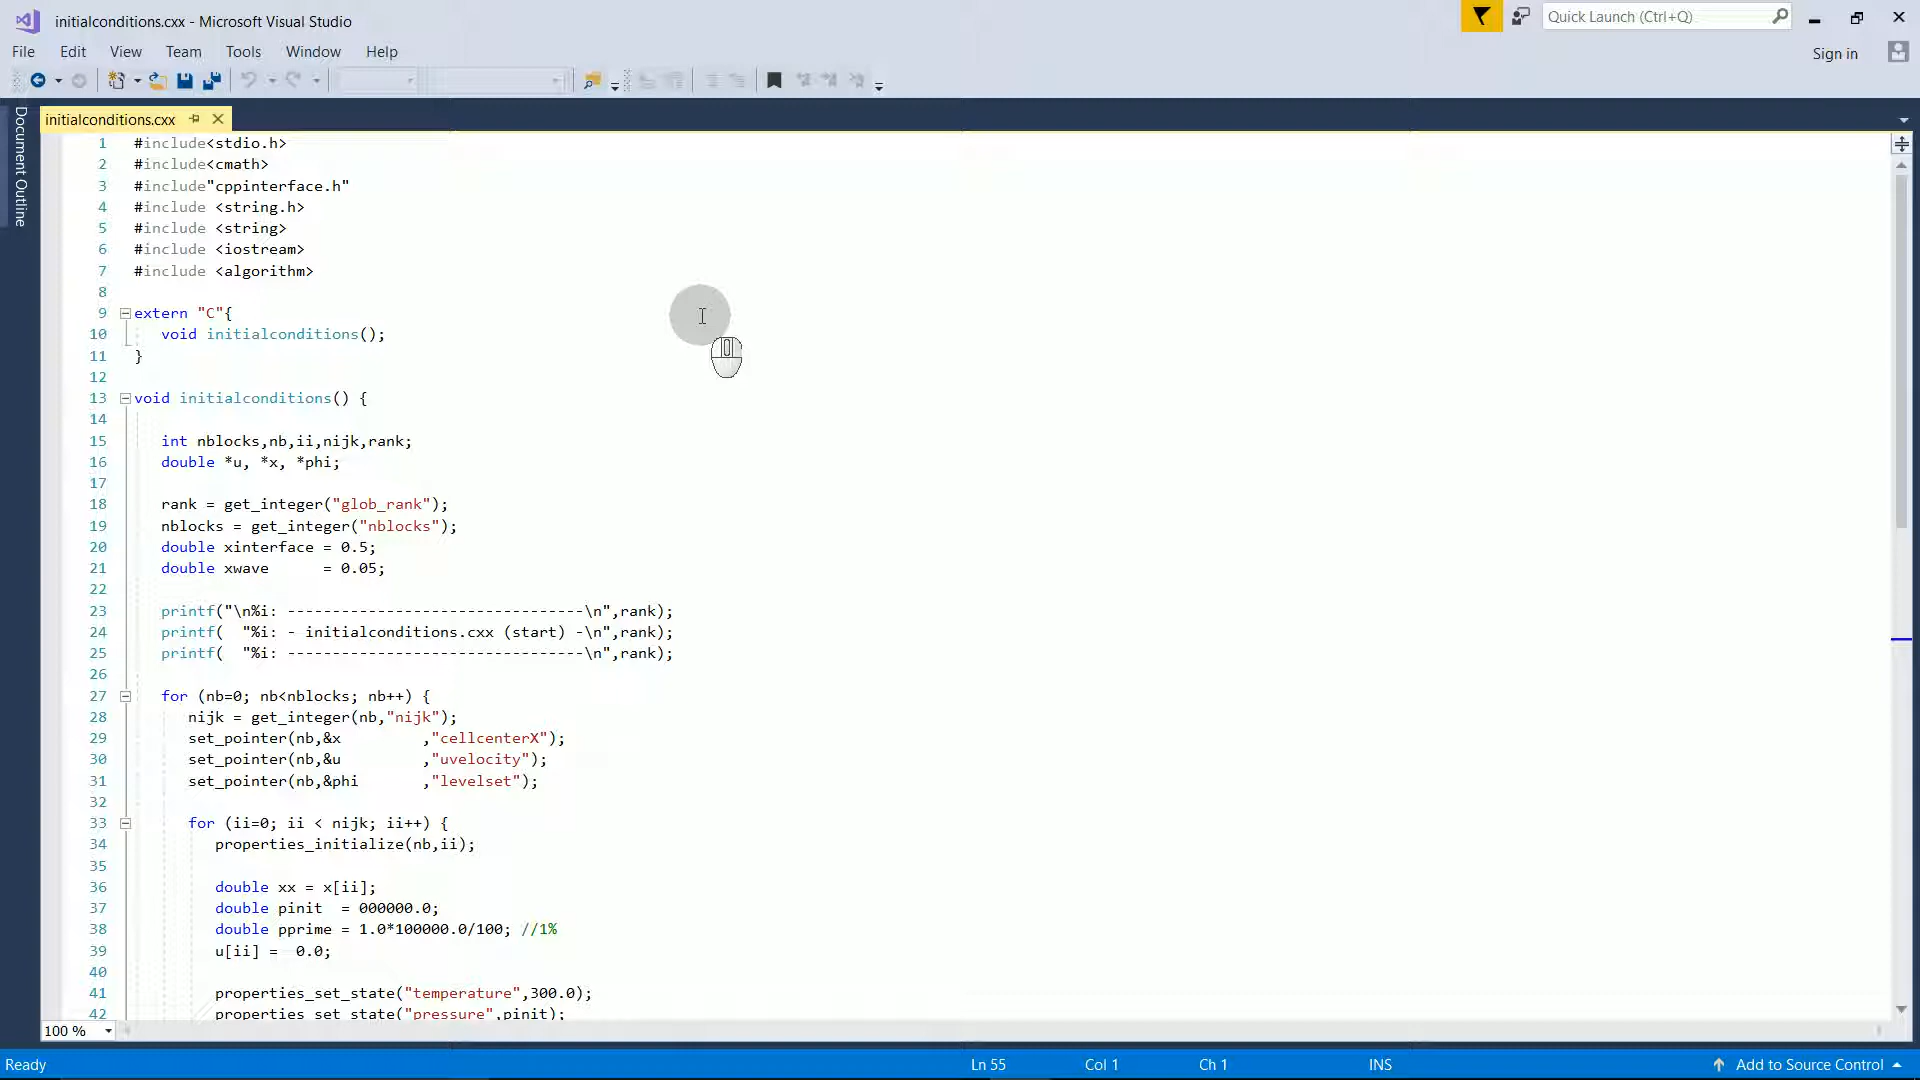 initialconditions.cxx - Microsoft Visual Studio
Quick Launch (Ctrl+Q)
File Edit View Team Tools Window Help
Sign in
Document Outline
initialconditions.cxx
1 #include<stdio.h>
2 #include<cmath>
3 #include"cppinterface.h"
4 #include <string.h>
5 #include <string>
6 #include <iostream>
7 #include <algorithm>
8
9 extern "C"{
10 void initialconditions();
11 }
12
13 void initialconditions() {
14
15 int nblocks,nb,ii,nijk,rank;
16 double *u, *x, *phi;
17
18 rank = get_integer("glob_rank");
19 nblocks = get_integer("nblocks");
20 double xinterface = 0.5;
21 double xwave      = 0.05;
22
23 printf("\n%i: ---------------------------------\n",rank);
24 printf(  "%i: - initialconditions.cxx (start) -\n",rank);
25 printf(  "%i: ---------------------------------\n",rank);
26
27 for (nb=0; nb<nblocks; nb++) {
28 nijk = get_integer(nb,"nijk");
29 set_pointer(nb,&x         ,"cellcenterX");
30 set_pointer(nb,&u         ,"uvelocity");
31 set_pointer(nb,&phi       ,"levelset");
32
33 for (ii=0; ii < nijk; ii++) {
34 properties_initialize(nb,ii);
35
36 double xx = x[ii];
37 double pinit  = 000000.0;
38 double pprime = 1.0*100000.0/100; //1%
39 u[ii] =  0.0;
40
41 properties_set_state("temperature",300.0);
42 properties_set_state("pressure",pinit);
100 %
Ready Ln 55 Col 1 Ch 1 INS Add to Source Control